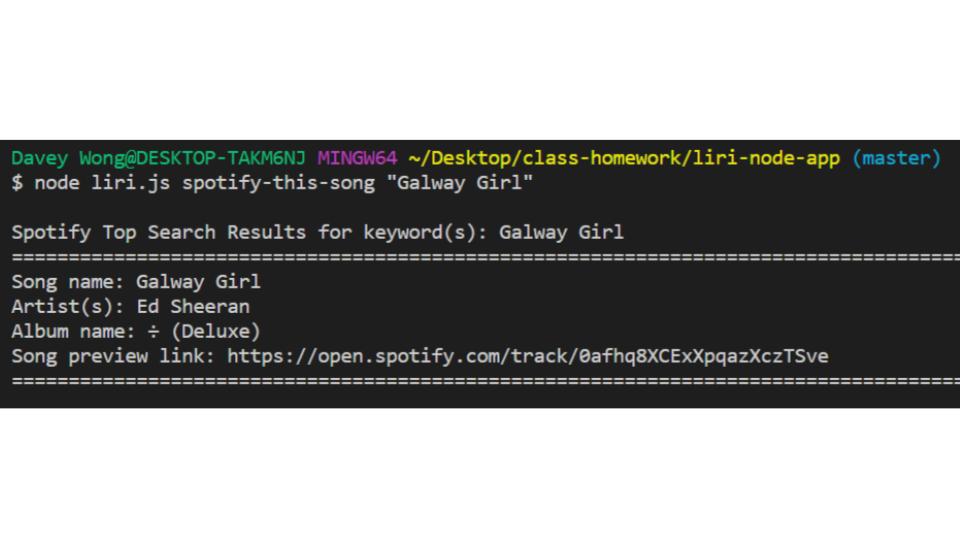 Davey Wong@DESKTOP-TAKM6NJ MINGW64 ~/Desktop/class-homework/liri-node-app (master)
$ node liri.js spotify-this-song "Galway Girl"
Spotify Top Search Results for keyword(s): Galway Girl
====================================================================================
Song name: Galway Girl
Artist(s): Ed Sheeran
Album name: ÷ (Deluxe)
Song preview link: https://open.spotify.com/track/0afhq8XCExXpqazXczTSve
====================================================================================